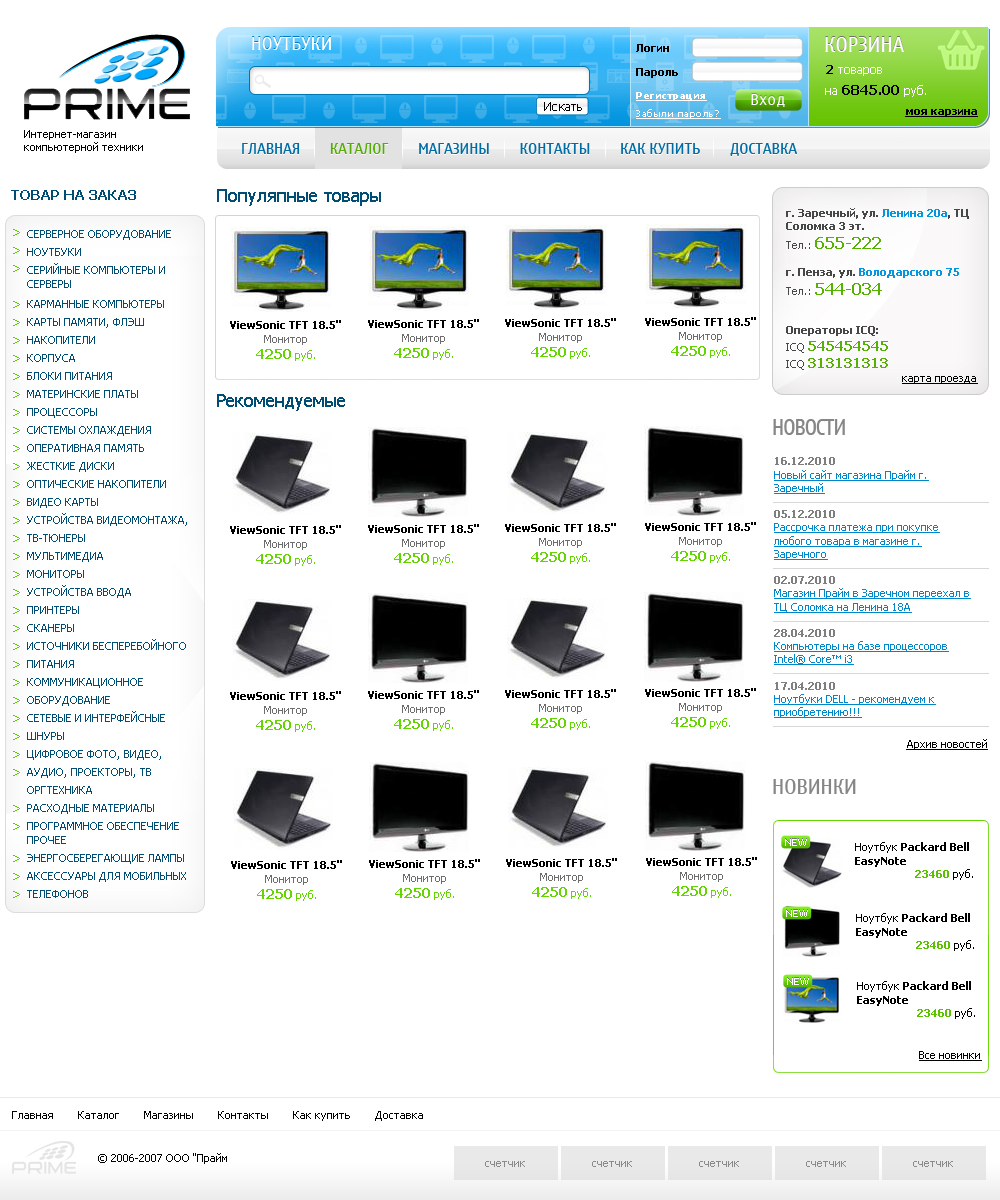 PRIME
Интернет-магазин
компьютерной техники
НОУТБУКИ
Искать
Логин
Пароль
Регистрация
Забыли пароль?
Вход
КОРЗИНА
2 товаров
на 6845.00 руб.
моя карзина
ГЛАВНАЯ КАТАЛОГ МАГАЗИНЫ КОНТАКТЫ КАК КУПИТЬ ДОСТАВКА
ТОВАР НА ЗАКАЗ
> СЕРВЕРНОЕ ОБОРУДОВАНИЕ
> НОУТБУКИ
> СЕРИЙНЫЕ КОМПЬЮТЕРЫ И
СЕРВЕРЫ
> КАРМАННЫЕ КОМПЬЮТЕРЫ
> КАРТЫ ПАМЯТИ, ФЛЭШ
> НАКОПИТЕЛИ
> КОРПУСА
> БЛОКИ ПИТАНИЯ
> МАТЕРИНСКИЕ ПЛАТЫ
> ПРОЦЕССОРЫ
> СИСТЕМЫ ОХЛАЖДЕНИЯ
> ОПЕРАТИВНАЯ ПАМЯТЬ
> ЖЕСТКИЕ ДИСКИ
> ОПТИЧЕСКИЕ НАКОПИТЕЛИ
> ВИДЕО КАРТЫ
> УСТРОЙСТВА ВИДЕОМОНТАЖА,
> ТВ-ТЮНЕРЫ
> МУЛЬТИМЕДИА
> МОНИТОРЫ
> УСТРОЙСТВА ВВОДА
> ПРИНТЕРЫ
> СКАНЕРЫ
> ИСТОЧНИКИ БЕСПЕРЕБОЙНОГО
> ПИТАНИЯ
> КОММУНИКАЦИОННОЕ
> ОБОРУДОВАНИЕ
> СЕТЕВЫЕ И ИНТЕРФЕЙСНЫЕ
> ШНУРЫ
> ЦИФРОВОЕ ФОТО, ВИДЕО,
> АУДИО, ПРОЕКТОРЫ, ТВ
ОРГТЕХНИКА
> РАСХОДНЫЕ МАТЕРИАЛЫ
> ПРОГРАММНОЕ ОБЕСПЕЧЕНИЕ
ПРОЧЕЕ
> ЭНЕРГОСБЕРЕГАЮЩИЕ ЛАМПЫ
> АКСЕССУАРЫ ДЛЯ МОБИЛЬНЫХ
> ТЕЛЕФОНОВ
Популяпные товары
ViewSonic TFT 18.5" ViewSonic TFT 18.5" ViewSonic TFT 18.5" ViewSonic TFT 18.5"
Монитор Монитор Монитор Монитор
4250 руб. 4250 руб. 4250 руб. 4250 руб.
Рекомендуемые
ViewSonic TFT 18.5" ViewSonic TFT 18.5" ViewSonic TFT 18.5" ViewSonic TFT 18.5"
Монитор Монитор Монитор Монитор
4250 руб. 4250 руб. 4250 руб. 4250 руб.
ViewSonic TFT 18.5" ViewSonic TFT 18.5" ViewSonic TFT 18.5" ViewSonic TFT 18.5"
Монитор Монитор Монитор Монитор
4250 руб. 4250 руб. 4250 руб. 4250 руб.
ViewSonic TFT 18.5" ViewSonic TFT 18.5" ViewSonic TFT 18.5" ViewSonic TFT 18.5"
Монитор Монитор Монитор Монитор
4250 руб. 4250 руб. 4250 руб. 4250 руб.
г. Заречный, ул. Ленина 20а, ТЦ
Соломка 3 эт.
Тел.: 655-222
г. Пенза, ул. Володарского 75
Тел.: 544-034
Операторы ICQ:
ICQ 545454545
ICQ 313131313
карта проезда
НОВОСТИ
16.12.2010
Новый сайт магазина Прайм г.
Заречный
05.12.2010
Рассрочка платежа при покупке
любого товара в магазине г.
Заречного
02.07.2010
Магазин Прайм в Заречном переехал в
ТЦ Соломка на Ленина 18А
28.04.2010
Компьютеры на базе процессоров
Intel® Core™ i3
17.04.2010
Ноутбуки DELL - рекомендуем к
приобретению!!!
Архив новостей
НОВИНКИ
NEW
Ноутбук Packard Bell
EasyNote
23460 руб.
NEW
Ноутбук Packard Bell
EasyNote
23460 руб.
NEW
Ноутбук Packard Bell
EasyNote
23460 руб.
Все новинки
Главная Каталог Магазины Контакты Как купить Доставка
PRIME
© 2006-2007 ООО "Прайм
счетчик счетчик счетчик счетчик счетчик